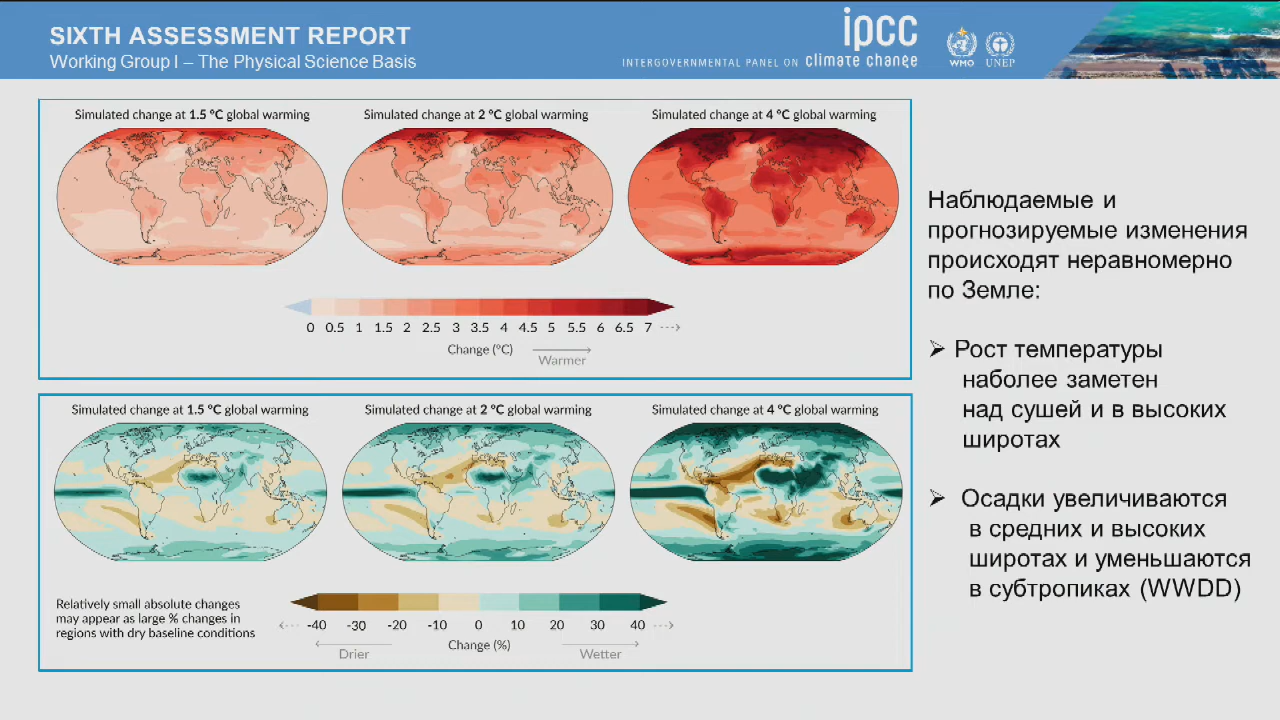 SIXTH ASSESSMENT REPORT
Working Group I – The Physical Science Basis
ipcc
INTERGOVERNMENTAL PANEL ON climate change
WMO UNEP
Simulated change at 1.5 °C global warming
Simulated change at 2 °C global warming
Simulated change at 4 °C global warming
0 0.5 1 1.5 2 2.5 3 3.5 4 4.5 5 5.5 6 6.5 7
Change (°C)
Warmer
Simulated change at 1.5 °C global warming
Simulated change at 2 °C global warming
Simulated change at 4 °C global warming
Relatively small absolute changes
may appear as large % changes in
regions with dry baseline conditions
-40 -30 -20 -10 0 10 20 30 40
Change (%)
Drier
Wetter
Наблюдаемые и
прогнозируемые изменения
происходят неравномерно
по Земле:
➢ Рост температуры
наболее заметен
над сушей и в высоких
широтах
➢ Осадки увеличиваются
в средних и высоких
широтах и уменьшаются
в субтропиках (WWDD)